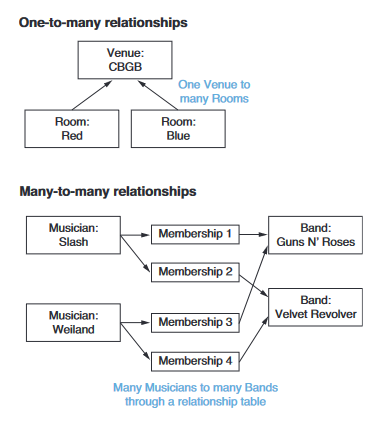 One-to-many relationships
Venue:
CBGB
One Venue to
many Rooms
Room:
Red
Room:
Blue
Many-to-many relationships
Musician:
Slash
Membership 1
Band:
Guns N' Roses
Membership 2
Band:
Velvet Revolver
Musician:
Weiland
Membership 3
Membership 4
Many Musicians to many Bands
through a relationship table